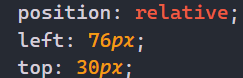 position: relative;
left: 76px;
top: 30px;